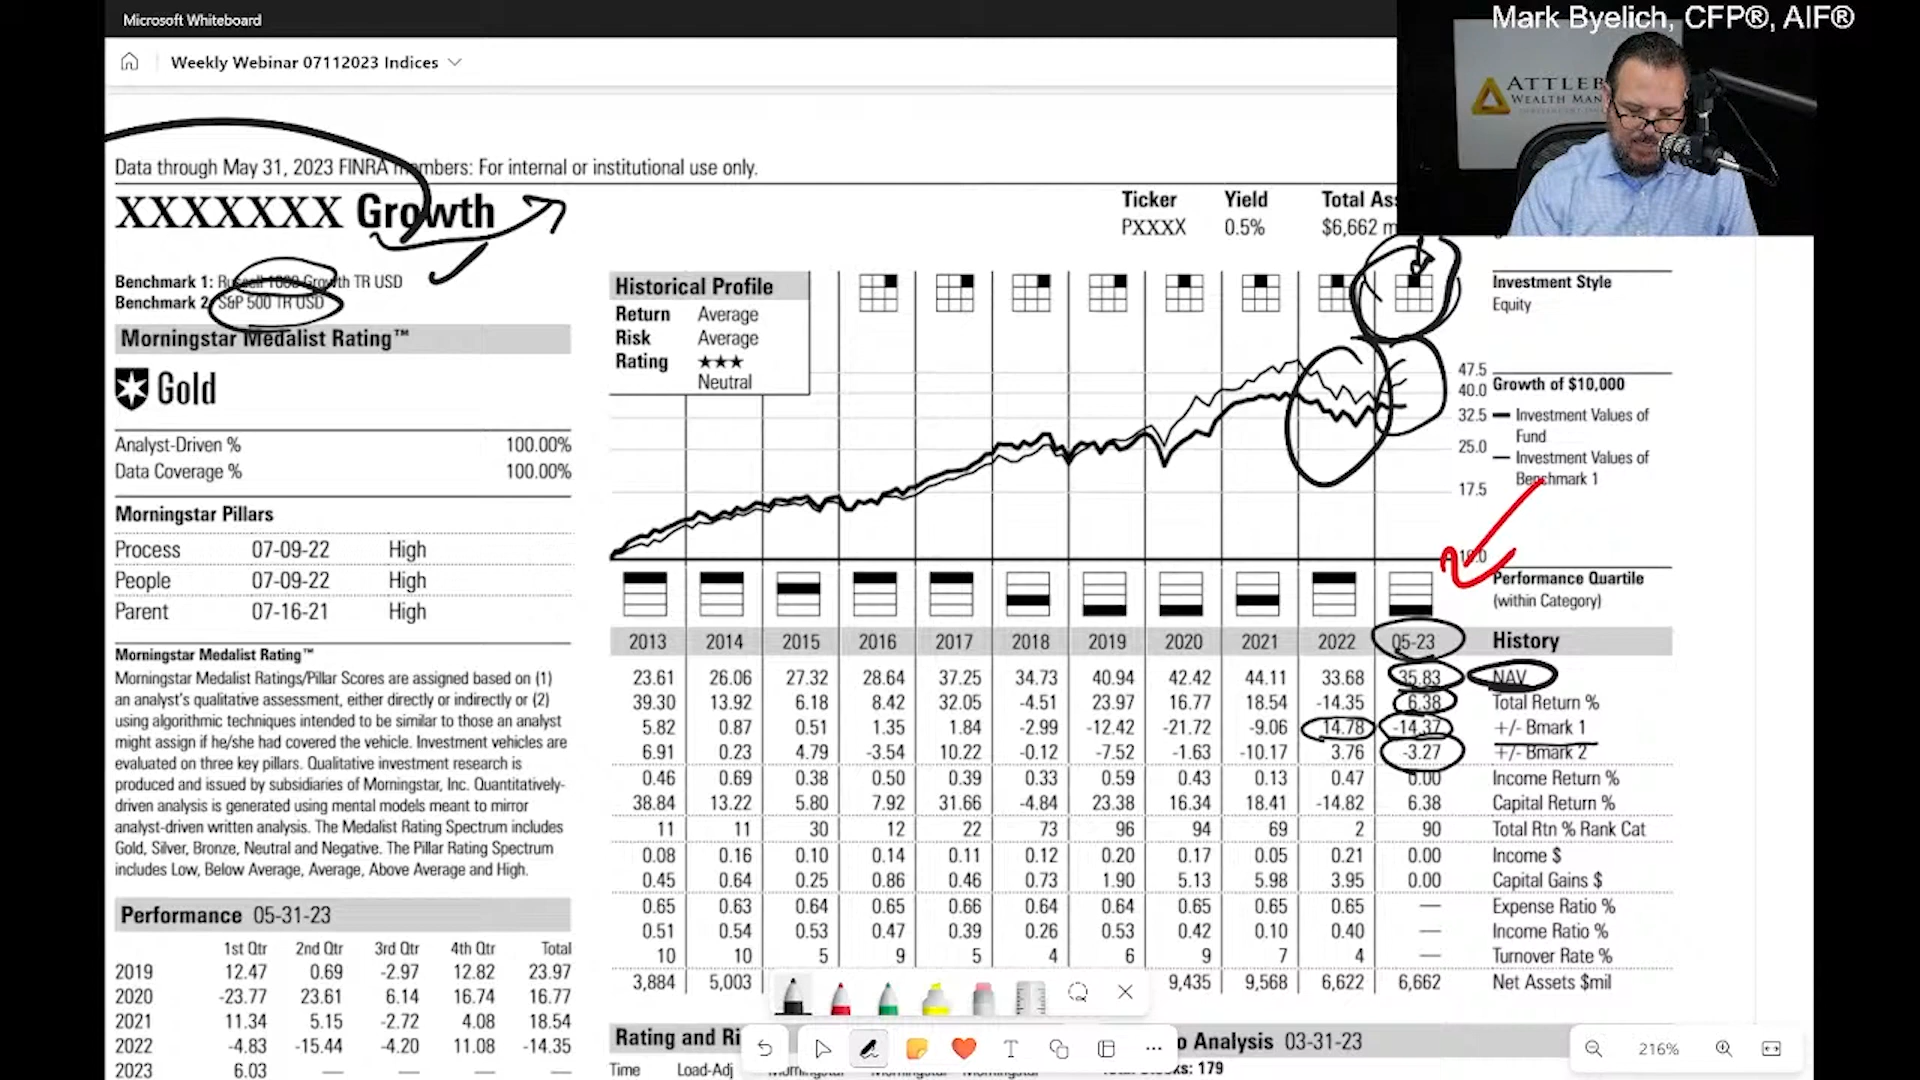 Microsoft Whiteboard
Mark Byelich, CFP®, AIF®
Weekly Webinar 07112023 Indices
ATTLEB
WEALTH MAN
Data through May 31, 2023 FINRA members: For internal or institutional use only.
XXXXXXX Growth
Ticker Yield Total Ass
PXXXX 0.5% $6,662 m
Benchmark 1: Russell 1000 Growth TR USD
Benchmark 2: S&P 500 TR USD
Morningstar Medalist Rating™
Gold
Analyst-Driven % 100.00%
Data Coverage % 100.00%
Morningstar Pillars
Process 07-09-22 High
People 07-09-22 High
Parent 07-16-21 High
Morningstar Medalist Rating™
Morningstar Medalist Ratings/Pillar Scores are assigned based on (1)
an analyst's qualitative assessment, either directly or indirectly or (2)
using algorithmic techniques intended to be similar to those an analyst
might assign if he/she had covered the vehicle. Investment vehicles are
evaluated on three key pillars. Qualitative investment research is
produced and issued by subsidiaries of Morningstar, Inc. Quantitatively-
driven analysis is generated using mental models meant to mirror
analyst-driven written analysis. The Medalist Rating Spectrum includes
Gold, Silver, Bronze, Neutral and Negative. The Pillar Rating Spectrum
includes Low, Below Average, Average, Above Average and High.
Performance 05-31-23
1st Qtr 2nd Qtr 3rd Qtr 4th Qtr Total
2019 12.47 0.69 -2.97 12.82 23.97
2020 -23.77 23.61 6.14 16.74 16.77
2021 11.34 5.15 -2.72 4.08 18.54
2022 -4.83 -15.44 -4.20 11.08 -14.35
2023 6.03 — — — —
Historical Profile
Return Average
Risk Average
Rating ★★★
Neutral
Investment Style
Equity
47.5
40.0 Growth of $10,000
32.5 — Investment Values of
Fund
25.0 — Investment Values of
Benchmark 1
17.5
10.0
Performance Quartile
(within Category)
2013 2014 2015 2016 2017 2018 2019 2020 2021 2022 05-23 History
23.61 26.06 27.32 28.64 37.25 34.73 40.94 42.42 44.11 33.68 35.83 NAV
39.30 13.92 6.18 8.42 32.05 -4.51 23.97 16.77 18.54 -14.35 6.38 Total Return %
5.82 0.87 0.51 1.35 1.84 -2.99 -12.42 -21.72 -9.06 14.78 -14.37 +/- Bmark 1
6.91 0.23 4.79 -3.54 10.22 -0.12 -7.52 -1.63 -10.17 3.76 -3.27 +/- Bmark 2
0.46 0.69 0.38 0.50 0.39 0.33 0.59 0.43 0.13 0.47 0.00 Income Return %
38.84 13.22 5.80 7.92 31.66 -4.84 23.38 16.34 18.41 -14.82 6.38 Capital Return %
11 11 30 12 22 73 96 94 69 2 90 Total Rtn % Rank Cat
0.08 0.16 0.10 0.14 0.11 0.12 0.20 0.17 0.05 0.21 0.00 Income $
0.45 0.64 0.25 0.86 0.46 0.73 1.90 5.13 5.98 3.95 0.00 Capital Gains $
0.65 0.63 0.64 0.65 0.66 0.64 0.64 0.65 0.65 0.65 — Expense Ratio %
0.51 0.54 0.53 0.47 0.39 0.26 0.53 0.42 0.10 0.40 — Income Ratio %
10 10 5 9 5 4 6 9 7 4 — Turnover Rate %
3,884 5,003 9,435 9,568 6,622 6,662 Net Assets $mil
Rating and Ri
o Analysis 03-31-23
Time Load-Adj
Total Stocks: 179
216%